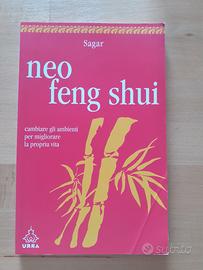 Sagar
neo
feng shui
cambiare gli ambienti
per migliorare
la propria vita
URRA
subito